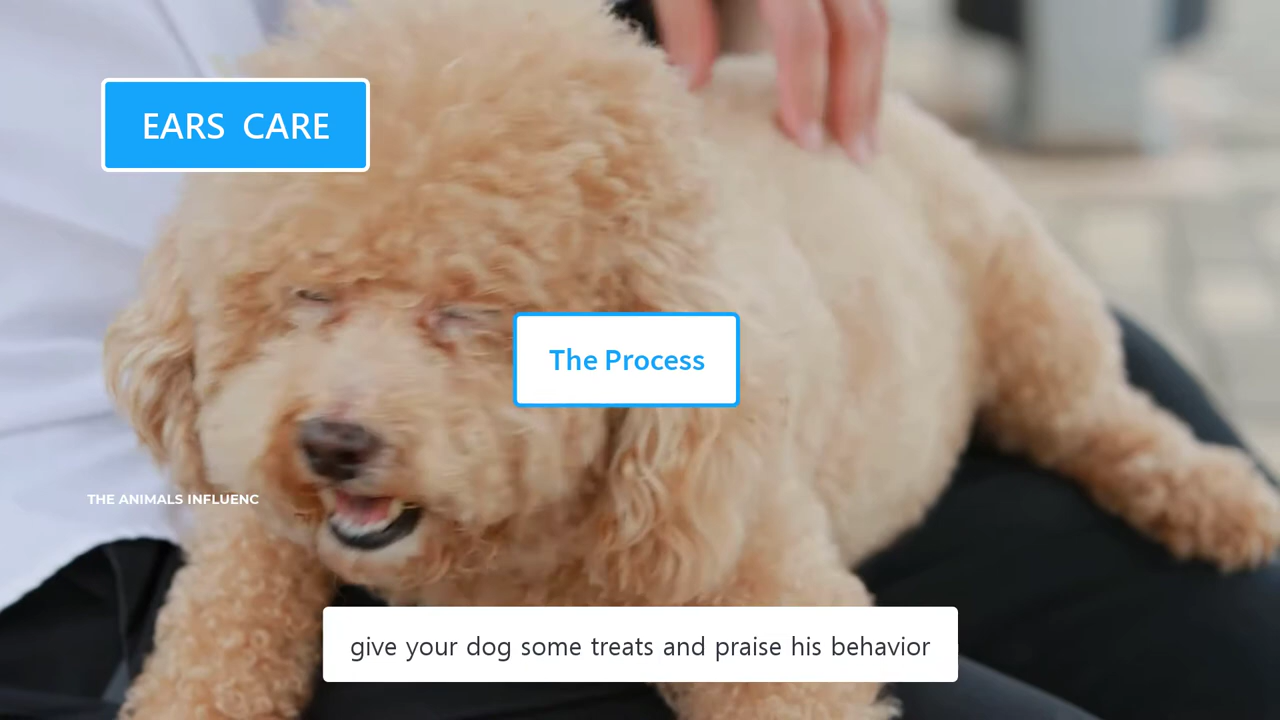 EARS CARE
The Process
THE ANIMALS INFLUENC
give your dog some treats and praise his behavior